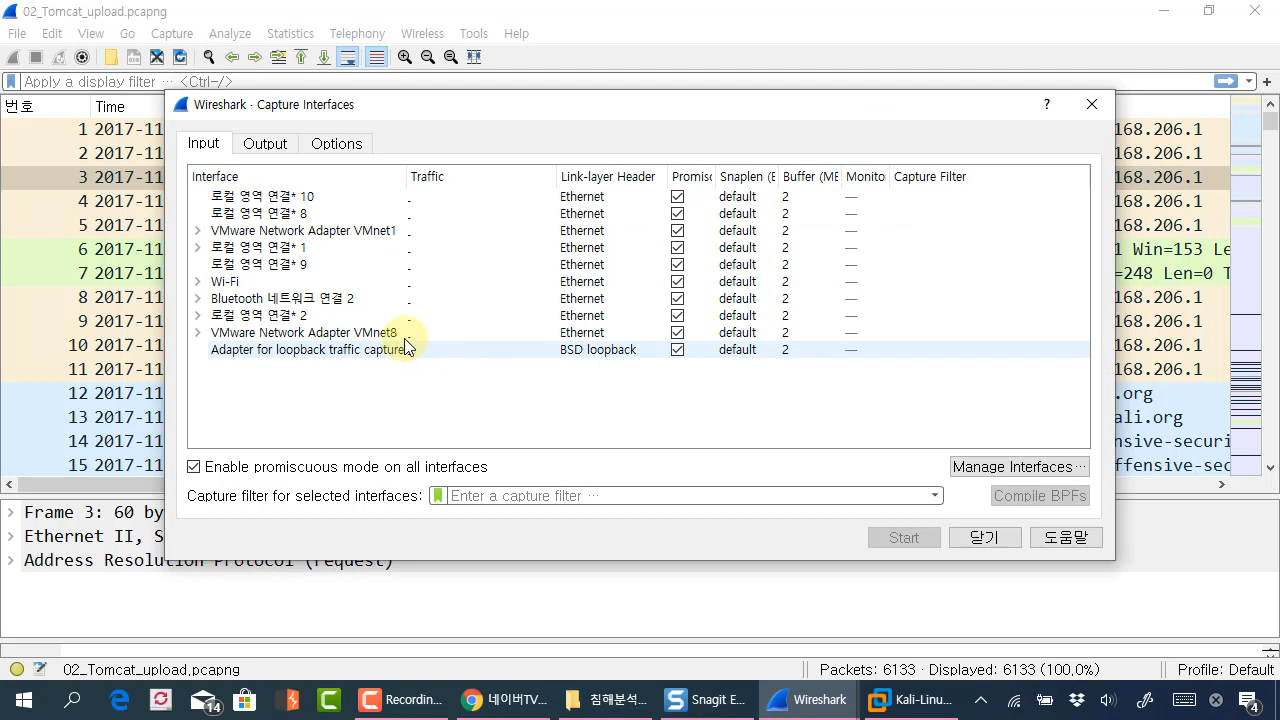 02_Tomcat_upload.pcapng
File Edit View Go Capture Analyze Statistics Telephony Wireless Tools Help
Apply a display filter ··· <Ctrl-/>
번호 Time
1 2017-11 168.206.1
2 2017-11 168.206.1
3 2017-11 168.206.1
4 2017-11 168.206.1
5 2017-11 168.206.1
6 2017-11 1 Win=153 Le
7 2017-11 =248 Len=0 T
8 2017-11 168.206.1
9 2017-11 168.206.1
10 2017-11 168.206.1
11 2017-11 168.206.1
12 2017-11 .org
13 2017-11 ali.org
14 2017-11 nsive-securi
15 2017-11 ffensive-sec
Wireshark · Capture Interfaces
Input Output Options
Interface Traffic Link-layer Header Promisc Snaplen (E Buffer (ME Monito Capture Filter
로컬 영역 연결* 10 Ethernet default 2 —
로컬 영역 연결* 8 Ethernet default 2 —
VMware Network Adapter VMnet1 Ethernet default 2 —
로컬 영역 연결* 1 Ethernet default 2 —
로컬 영역 연결* 9 Ethernet default 2 —
Wi-Fi Ethernet default 2 —
Bluetooth 네트워크 연결 2 Ethernet default 2 —
로컬 영역 연결* 2 Ethernet default 2 —
VMware Network Adapter VMnet8 Ethernet default 2 —
Adapter for loopback traffic capture BSD loopback default 2 —
Enable promiscuous mode on all interfaces
Manage Interfaces···
Capture filter for selected interfaces: Enter a capture filter ···
Compile BPFs
Start 닫기 도움말
Frame 3: 60 by
Ethernet II, S
Address Resolution Protocol (request)
02_Tomcat_upload.pcapng Packets: 6133 · Displayed: 6133 (100.0%) Profile: Default
14 Recordin... 네이버TV... 침해분석... Snagit E... Wireshark Kali-Linu... 4